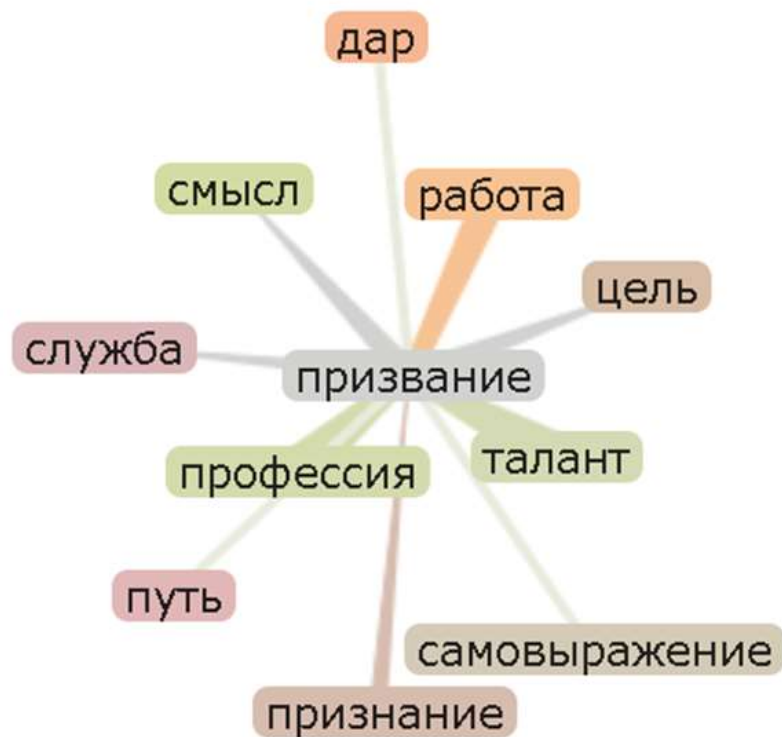 дар
смысл
работа
цель
служба
призвание
талант
профессия
путь
самовыражение
признание